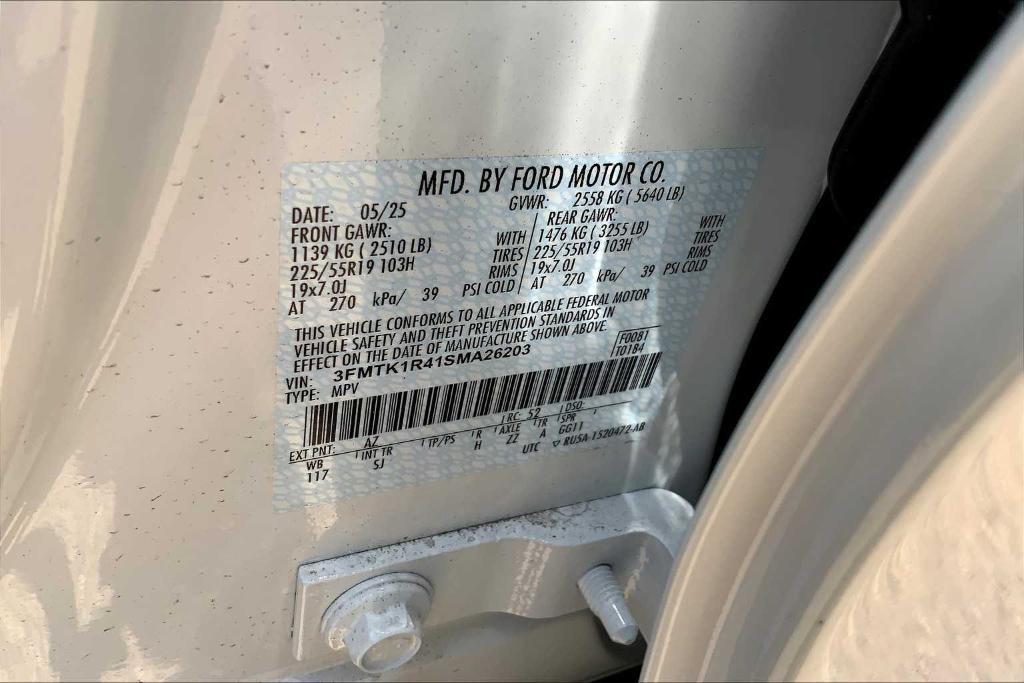 MFD. BY FORD MOTOR CO.
DATE: 05/25 GVWR: 2558 KG ( 5640 LB)
FRONT GAWR: REAR GAWR:
1139 KG ( 2510 LB) WITH 1476 KG ( 3255 LB) WITH
225/55R19 103H TIRES 225/55R19 103H TIRES
19x7.0J RIMS 19x7.0J RIMS
AT 270 kPa/ 39 PSI COLD AT 270 kPa/ 39 PSI COLD
THIS VEHICLE CONFORMS TO ALL APPLICABLE FEDERAL MOTOR
VEHICLE SAFETY AND THEFT PREVENTION STANDARDS IN
EFFECT ON THE DATE OF MANUFACTURE SHOWN ABOVE.
VIN: 3FMTK1R41SMA26203 F0081
TYPE: MPV T01B4
EXT PNT: AZ RC: 52 DSO:
WB INT TR TP/PS R AXLE TR SPR
117 SJ H ZZ A GG11
UTC ▽ RU5A-1520472-AB